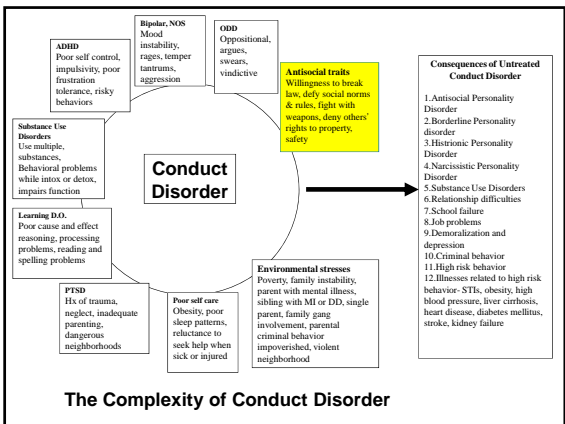 Bipolar, NOS
Mood
instability,
rages, temper
tantrums,
aggression
ODD
Oppositional,
argues,
swears,
vindictive
ADHD
Poor self control,
impulsivity, poor
frustration
tolerance, risky
behaviors
Antisocial traits
Willingness to break
law, defy social norms
& rules, fight with
weapons, deny others'
rights to property,
safety
Substance Use
Disorders
Use multiple,
substances,
Behavioral problems
while intox or detox,
impairs function
Conduct
Disorder
Learning D.O.
Poor cause and effect
reasoning, processing
problems, reading and
spelling problems
PTSD
Hx of trauma,
neglect, inadequate
parenting,
dangerous
neighborhoods
Poor self care
Obesity, poor
sleep patterns,
reluctance to
seek help when
sick or injured
Environmental stresses
Poverty, family instability,
parent with mental illness,
sibling with MI or DD, single
parent, family gang
involvement, parental
criminal behavior
impoverished, violent
neighborhood
Consequences of Untreated
Conduct Disorder
1.Antisocial Personality
Disorder
2.Borderline Personality
disorder
3.Histrionic Personality
Disorder
4.Narcissistic Personality
Disorder
5.Substance Use Disorders
6.Relationship difficulties
7.School failure
8.Job problems
9.Demoralization and
depression
10.Criminal behavior
11.High risk behavior
12.Illnesses related to high risk
behavior- STIs, obesity, high
blood pressure, liver cirrhosis,
heart disease, diabetes mellitus,
stroke, kidney failure
The Complexity of Conduct Disorder